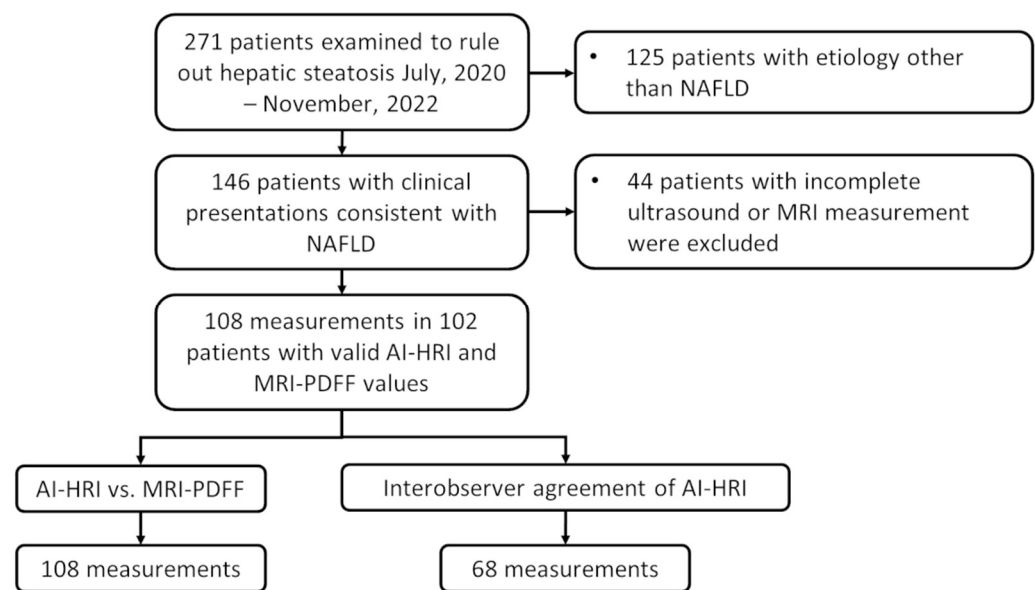 271 patients examined to rule
out hepatic steatosis July, 2020
– November, 2022
• 125 patients with etiology other
than NAFLD
146 patients with clinical
presentations consistent with
NAFLD
• 44 patients with incomplete
ultrasound or MRI measurement
were excluded
108 measurements in 102
patients with valid AI-HRI and
MRI-PDFF values
AI-HRI vs. MRI-PDFF
Interobserver agreement of AI-HRI
108 measurements
68 measurements